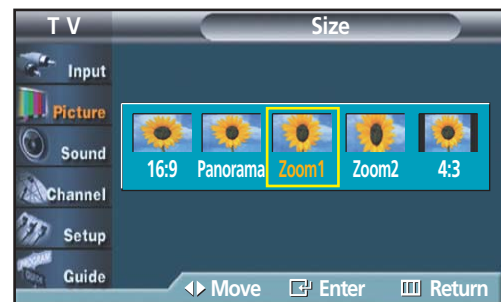 T V
Size
Input
Picture
Sound
Channel
Setup
Guide
16:9 Panorama Zoom1 Zoom2 4:3
Move Enter Return